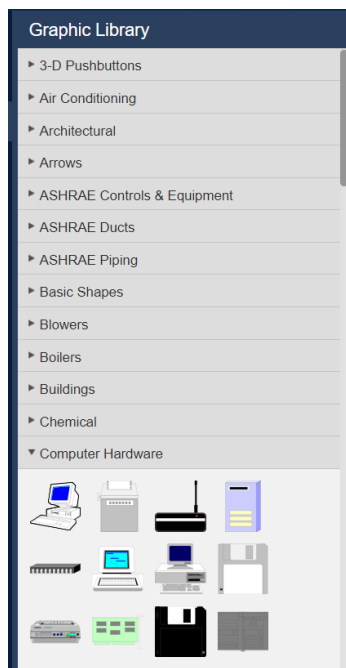 Graphic Library
3-D Pushbuttons
Air Conditioning
Architectural
Arrows
ASHRAE Controls & Equipment
ASHRAE Ducts
ASHRAE Piping
Basic Shapes
Blowers
Boilers
Buildings
Chemical
Computer Hardware